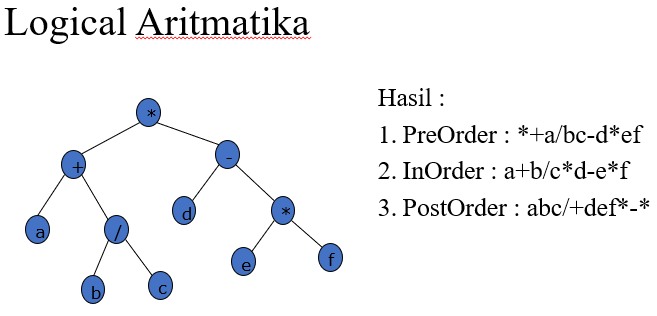 Logical Aritmatika
Hasil :
1. PreOrder : *+a/bc-d*ef
2. InOrder : a+b/c*d-e*f
3. PostOrder : abc/+def*-*
*
+
-
a
/
d
*
b
c
e
f